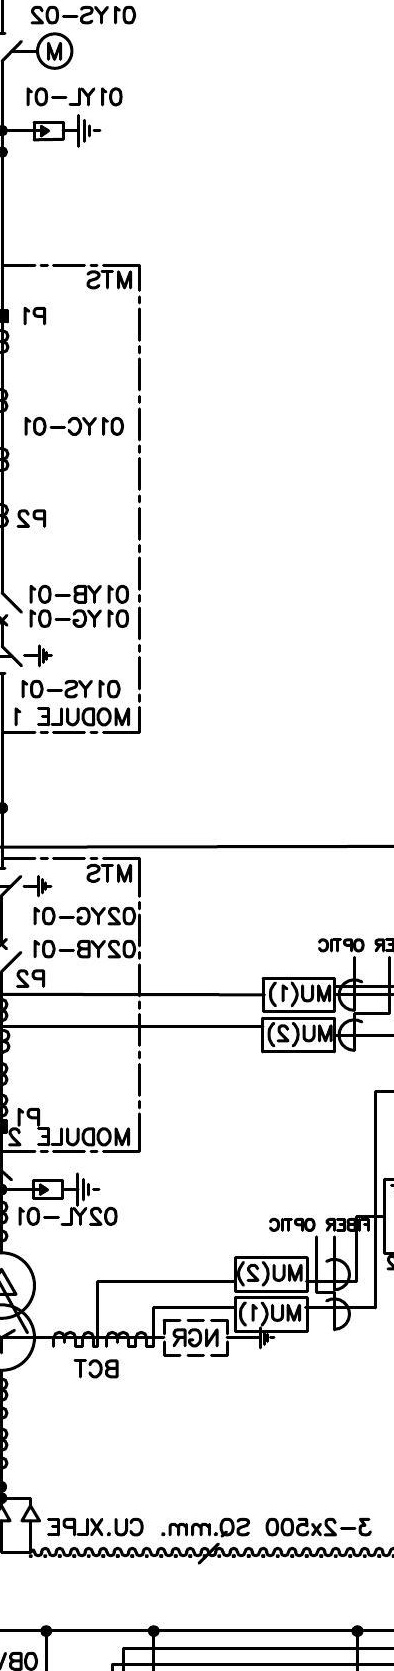 01YS-02
M
01YL-01
MTS
P1
01YC-01
P2
01YB-01
01YG-01
01YS-01
MODULE 1
MTS
02YG-01
02YB-01
P2
ER OPTIC
MU(1)
MU(2)
P1
MODULE 2
02YL-01
FIBER OPTIC
MU(2)
MU(1)
NGR
BCT
3-2x500 SQ.mm. CU.XLPE